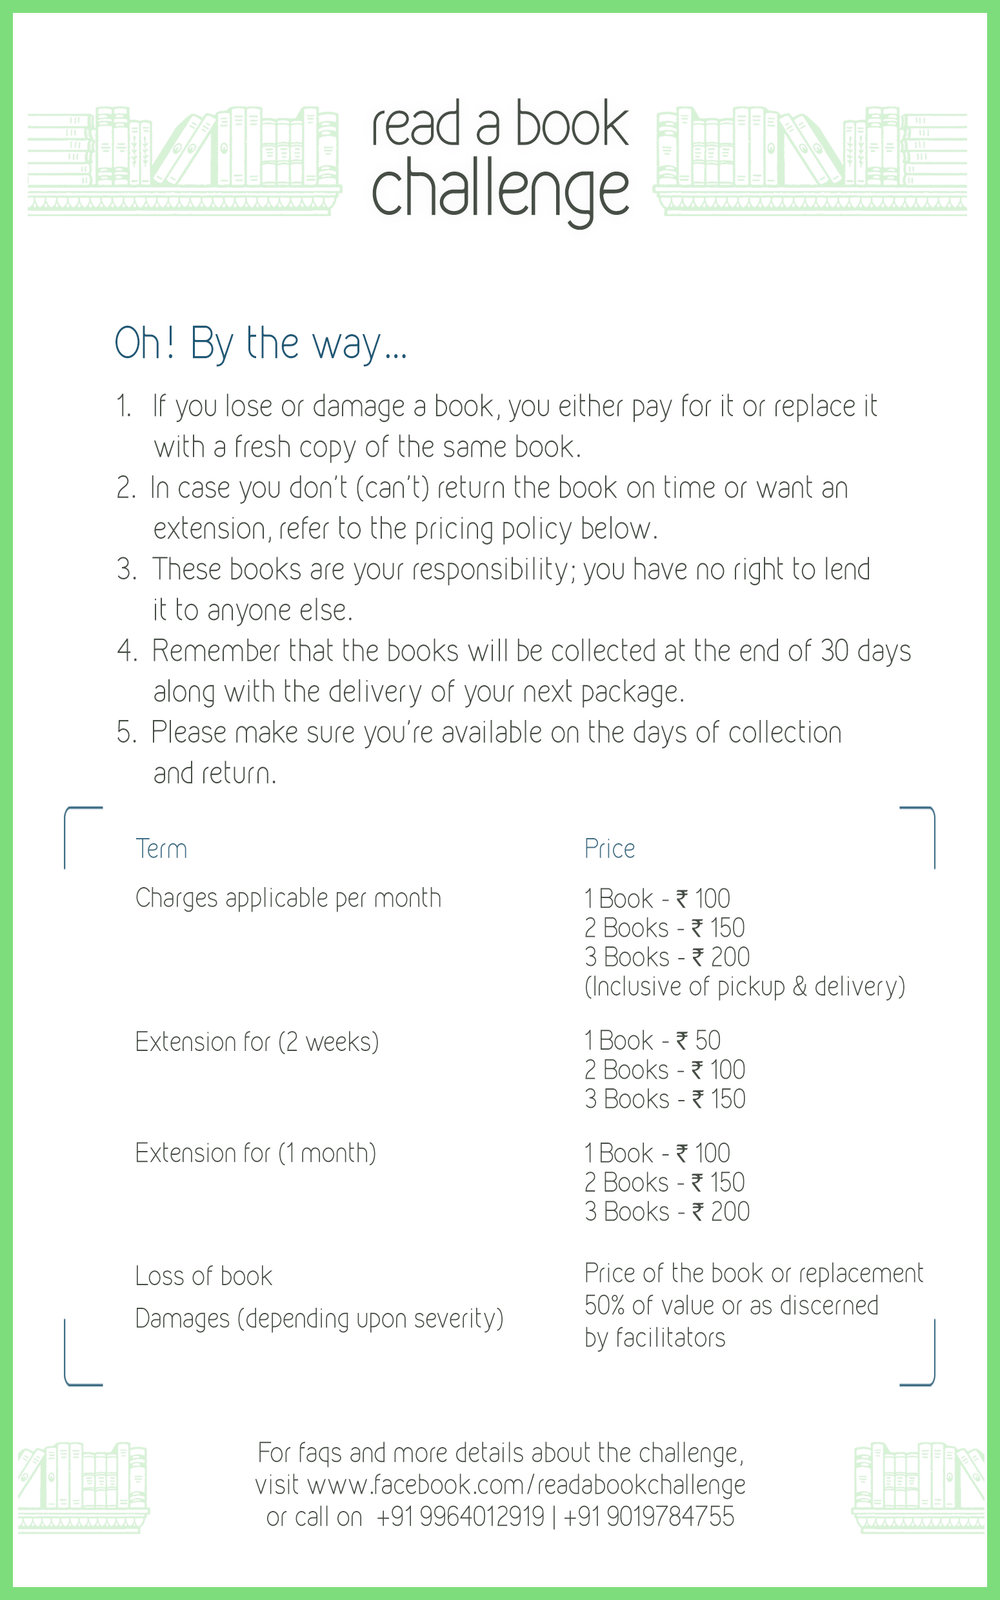 read a book
challenge
Oh! By the way...
1. If you lose or damage a book, you either pay for it or replace it
with a fresh copy of the same book.
2. In case you don't (can't) return the book on time or want an
extension, refer to the pricing policy below.
3. These books are your responsibility; you have no right to lend
it to anyone else.
4. Remember that the books will be collected at the end of 30 days
along with the delivery of your next package.
5. Please make sure you're available on the days of collection
and return.
Term Price
Charges applicable per month 1 Book - ₹ 100
2 Books - ₹ 150
3 Books - ₹ 200
(Inclusive of pickup & delivery)
Extension for (2 weeks) 1 Book - ₹ 50
2 Books - ₹ 100
3 Books - ₹ 150
Extension for (1 month) 1 Book - ₹ 100
2 Books - ₹ 150
3 Books - ₹ 200
Loss of book Price of the book or replacement
Damages (depending upon severity) 50% of value or as discerned
by facilitators
For faqs and more details about the challenge,
visit www.facebook.com/readabookchallenge
or call on +91 9964012919 | +91 9019784755